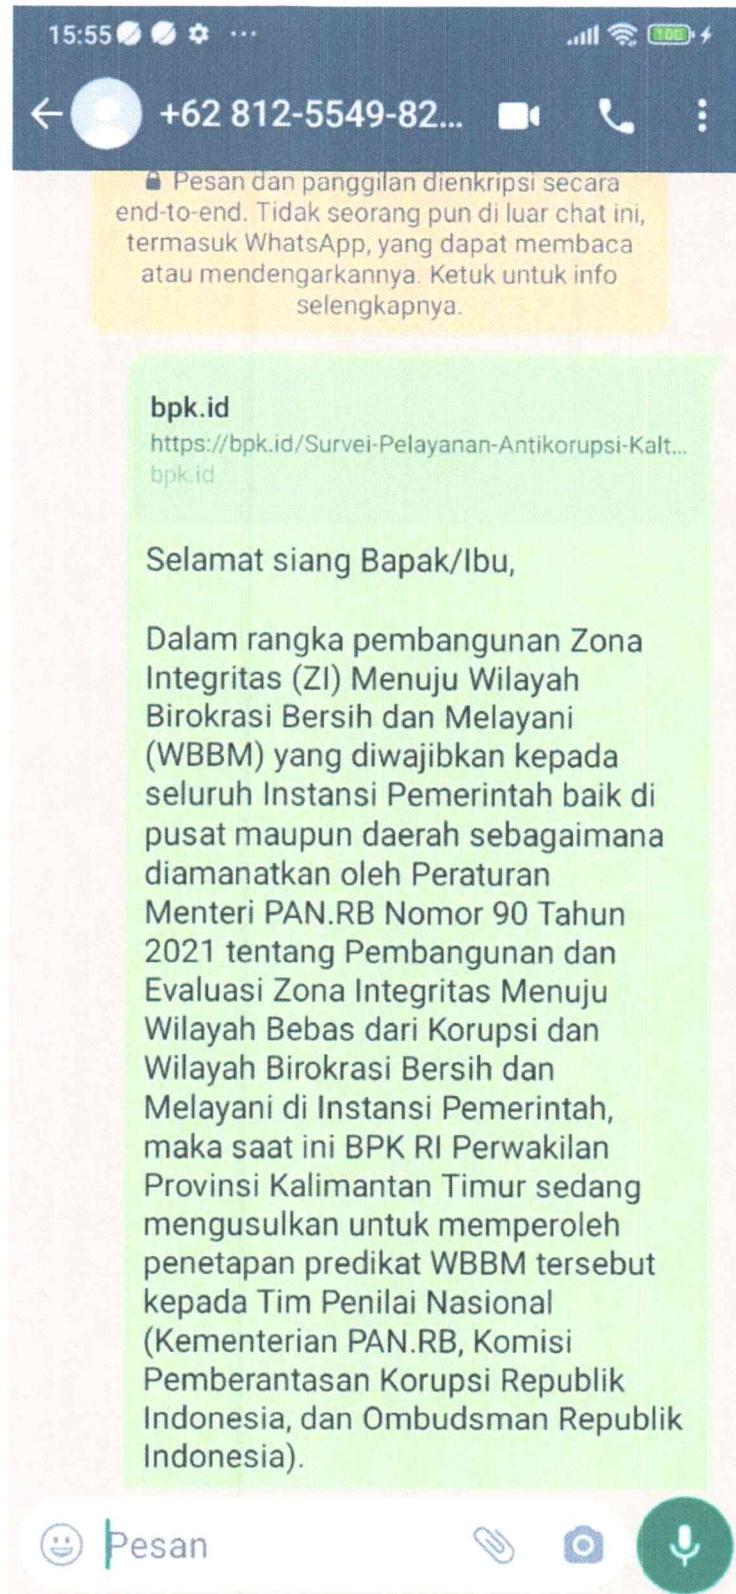 15:55 ...
100
+62 812-5549-82...
Pesan dan panggilan dienkripsi secara
end-to-end. Tidak seorang pun di luar chat ini,
termasuk WhatsApp, yang dapat membaca
atau mendengarkannya. Ketuk untuk info
selengkapnya.
bpk.id
https://bpk.id/Survei-Pelayanan-Antikorupsi-Kalt...
bpk.id
Selamat siang Bapak/Ibu,
Dalam rangka pembangunan Zona
Integritas (ZI) Menuju Wilayah
Birokrasi Bersih dan Melayani
(WBBM) yang diwajibkan kepada
seluruh Instansi Pemerintah baik di
pusat maupun daerah sebagaimana
diamanatkan oleh Peraturan
Menteri PAN.RB Nomor 90 Tahun
2021 tentang Pembangunan dan
Evaluasi Zona Integritas Menuju
Wilayah Bebas dari Korupsi dan
Wilayah Birokrasi Bersih dan
Melayani di Instansi Pemerintah,
maka saat ini BPK RI Perwakilan
Provinsi Kalimantan Timur sedang
mengusulkan untuk memperoleh
penetapan predikat WBBM tersebut
kepada Tim Penilai Nasional
(Kementerian PAN.RB, Komisi
Pemberantasan Korupsi Republik
Indonesia, dan Ombudsman Republik
Indonesia).
Pesan